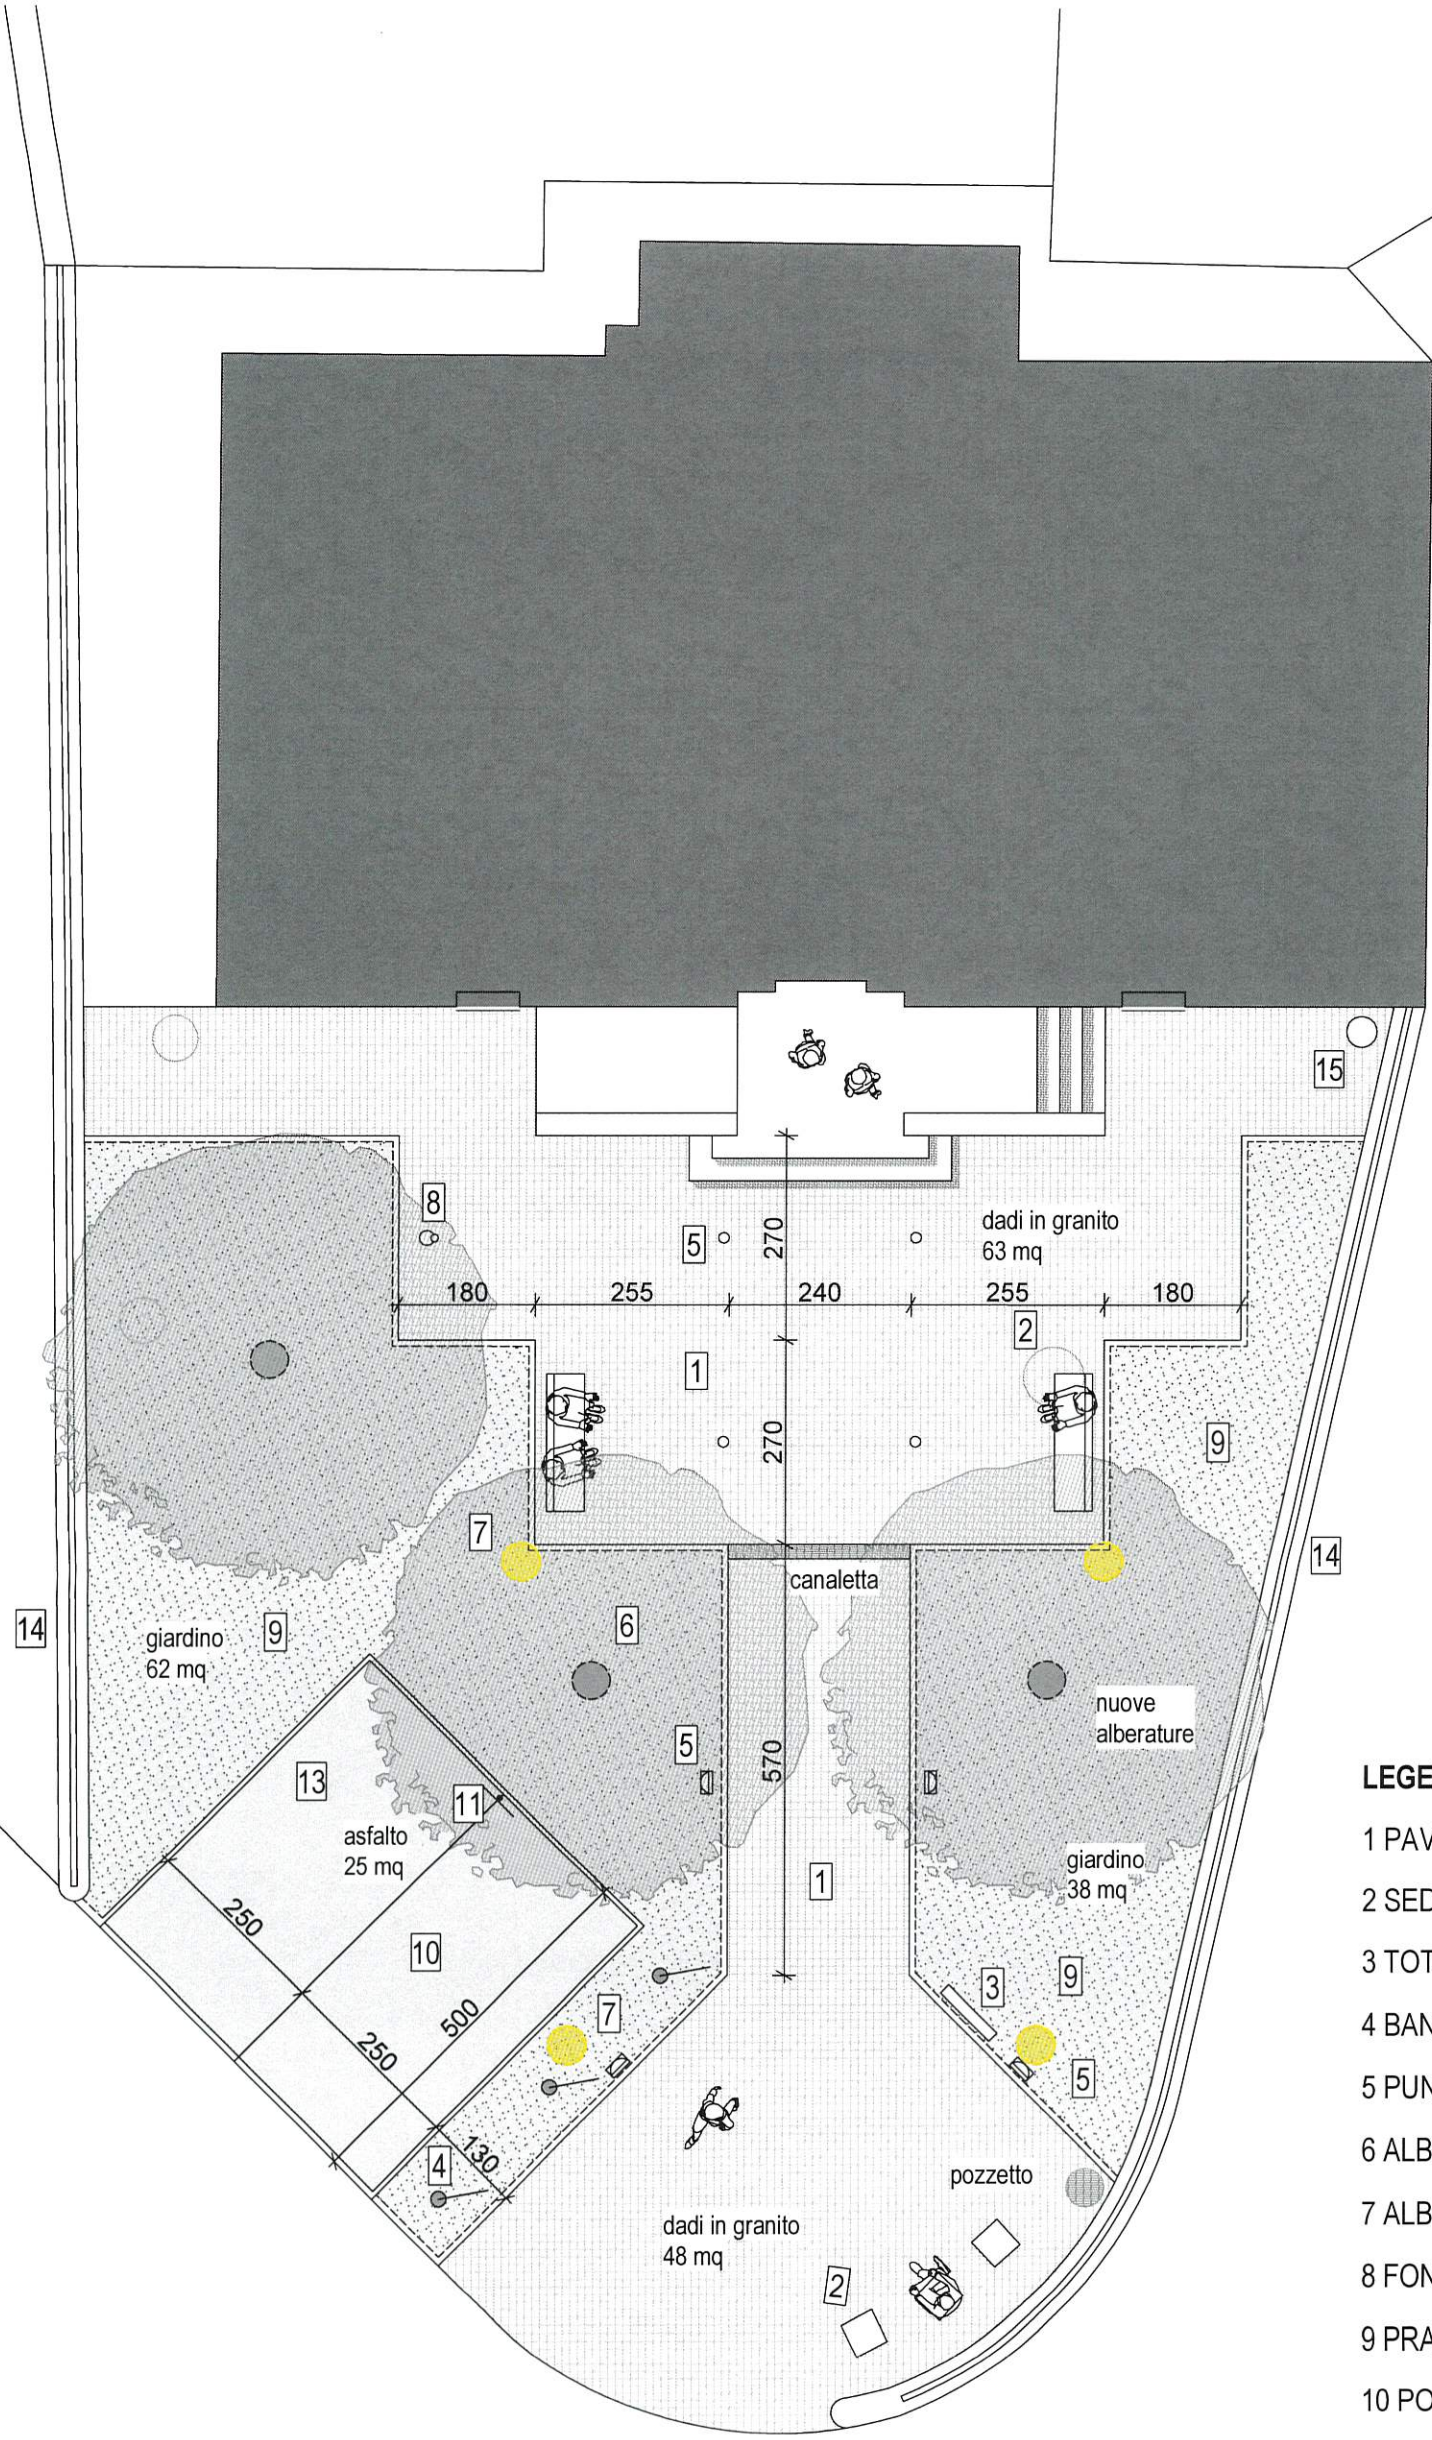 15
8
5
270
dadi in granito
63 mq
180
255
240
255
180
2
1
270
9
7
14
canaletta
6
14
9
giardino
62 mq
nuove
alberature
5
570
13
11
asfalto
25 mq
1
giardino
38 mq
250
10
9
3
500
7
250
5
4
130
pozzetto
dadi in granito
48 mq
2
LEGE
1 PAV
2 SED
3 TOT
4 BAN
5 PUN
6 ALB
7 ALB
8 FON
9 PRA
10 PO